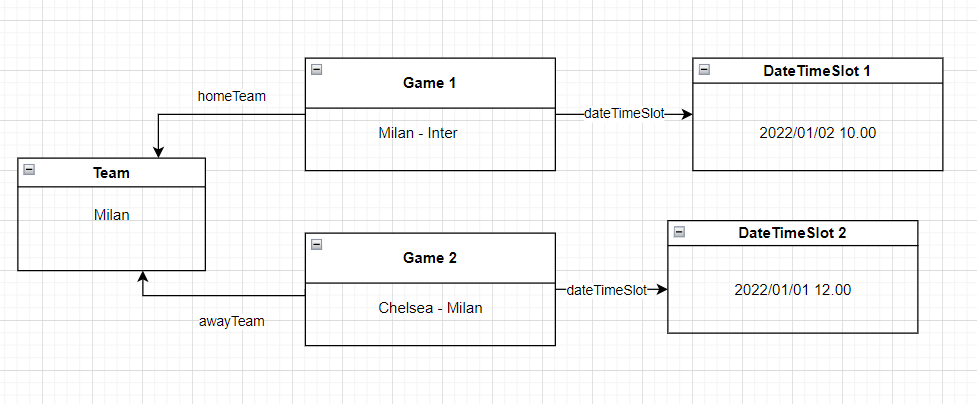 Game 1
Milan - Inter
DateTimeSlot 1
2022/01/02 10.00
homeTeam
dateTimeSlot
Team
Milan
Game 2
Chelsea - Milan
DateTimeSlot 2
2022/01/01 12.00
dateTimeSlot
awayTeam